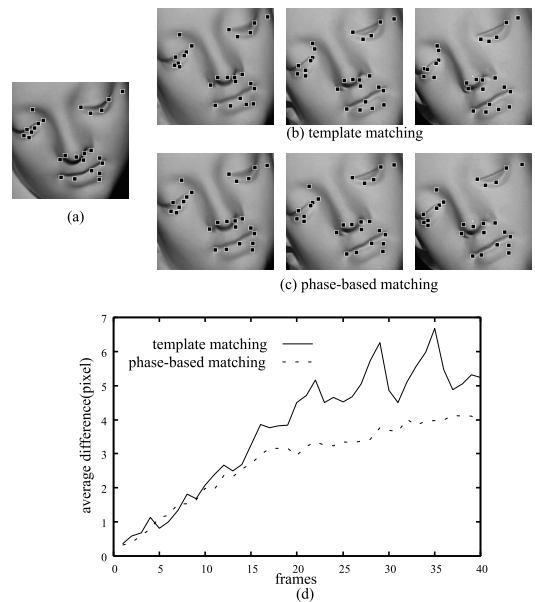 (a)
(b) template matching
(c) phase-based matching
7
6
5
4
3
2
1
0
average difference(pixel)
template matching
phase-based matching
0 5 10 15 20 25 30 35 40
frames
(d)